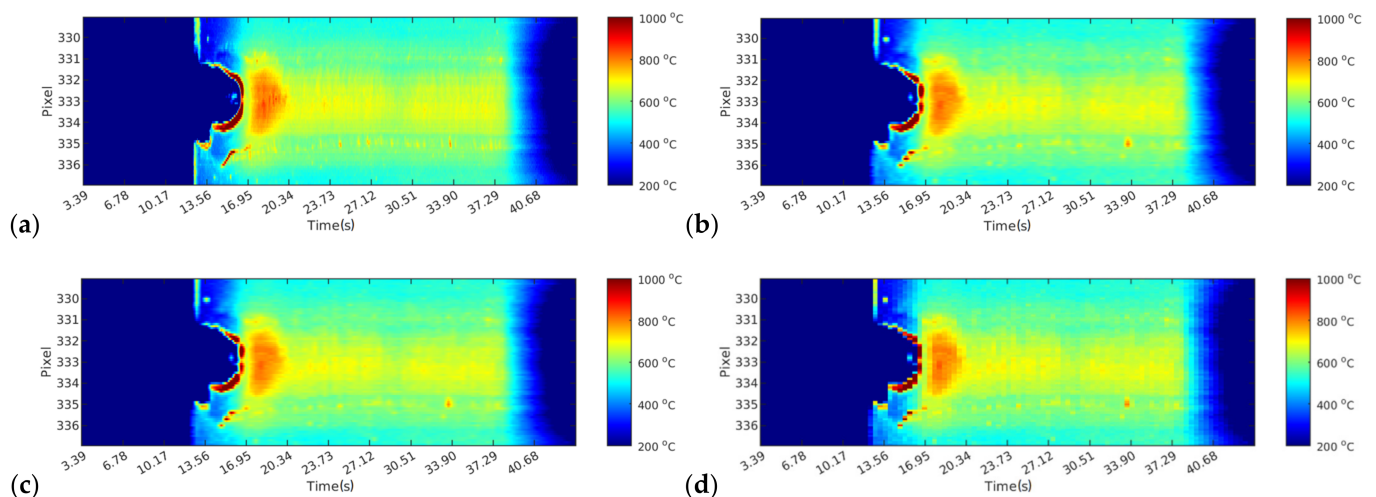 1000 °C
330
331
332
333
334
335
336
Pixel
800 °C
600 °C
400 °C
200 °C
3.39 6.78 10.17 13.56 16.95 20.34 23.73 27.12 30.51 33.90 37.29 40.68
Time(s)
(a)
1000 °C
330
331
332
333
334
335
336
Pixel
800 °C
600 °C
400 °C
200 °C
3.39 6.78 10.17 13.56 16.95 20.34 23.73 27.12 30.51 33.90 37.29 40.68
Time(s)
(b)
1000 °C
330
331
332
333
334
335
336
Pixel
800 °C
600 °C
400 °C
200 °C
3.39 6.78 10.17 13.56 16.95 20.34 23.73 27.12 30.51 33.90 37.29 40.68
Time(s)
(c)
1000 °C
330
331
332
333
334
335
336
Pixel
800 °C
600 °C
400 °C
200 °C
3.39 6.78 10.17 13.56 16.95 20.34 23.73 27.12 30.51 33.90 37.29 40.68
Time(s)
(d)